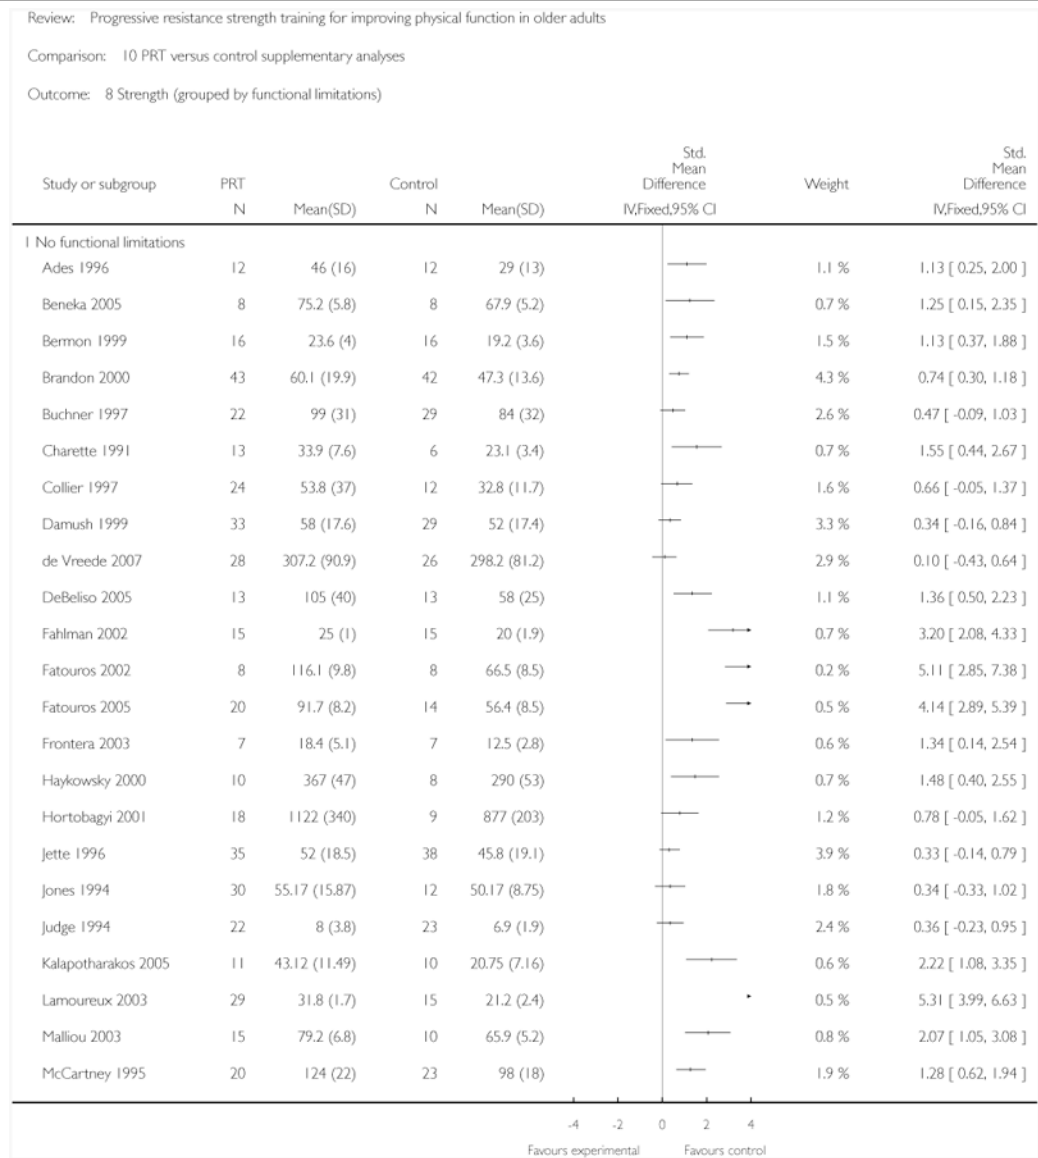 Review: Progressive resistance strength training for improving physical function in older adults
Comparison: 10 PRT versus control supplementary analyses
Outcome: 8 Strength (grouped by functional limitations)
Std. Std.
Mean Mean
Study or subgroup PRT Control Difference Weight Difference
N Mean(SD) N Mean(SD) IV,Fixed,95% CI IV,Fixed,95% CI
1 No functional limitations
Ades 1996 12 46 (16) 12 29 (13) 1.1 % 1.13 [ 0.25, 2.00 ]
Beneka 2005 8 75.2 (5.8) 8 67.9 (5.2) 0.7 % 1.25 [ 0.15, 2.35 ]
Bermon 1999 16 23.6 (4) 16 19.2 (3.6) 1.5 % 1.13 [ 0.37, 1.88 ]
Brandon 2000 43 60.1 (19.9) 42 47.3 (13.6) 4.3 % 0.74 [ 0.30, 1.18 ]
Buchner 1997 22 99 (31) 29 84 (32) 2.6 % 0.47 [ -0.09, 1.03 ]
Charette 1991 13 33.9 (7.6) 6 23.1 (3.4) 0.7 % 1.55 [ 0.44, 2.67 ]
Collier 1997 24 53.8 (37) 12 32.8 (11.7) 1.6 % 0.66 [ -0.05, 1.37 ]
Damush 1999 33 58 (17.6) 29 52 (17.4) 3.3 % 0.34 [ -0.16, 0.84 ]
de Vreede 2007 28 307.2 (90.9) 26 298.2 (81.2) 2.9 % 0.10 [ -0.43, 0.64 ]
DeBeliso 2005 13 105 (40) 13 58 (25) 1.1 % 1.36 [ 0.50, 2.23 ]
Fahlman 2002 15 25 (1) 15 20 (1.9) 0.7 % 3.20 [ 2.08, 4.33 ]
Fatouros 2002 8 116.1 (9.8) 8 66.5 (8.5) 0.2 % 5.11 [ 2.85, 7.38 ]
Fatouros 2005 20 91.7 (8.2) 14 56.4 (8.5) 0.5 % 4.14 [ 2.89, 5.39 ]
Frontera 2003 7 18.4 (5.1) 7 12.5 (2.8) 0.6 % 1.34 [ 0.14, 2.54 ]
Haykowsky 2000 10 367 (47) 8 290 (53) 0.7 % 1.48 [ 0.40, 2.55 ]
Hortobagyi 2001 18 1122 (340) 9 877 (203) 1.2 % 0.78 [ -0.05, 1.62 ]
Jette 1996 35 52 (18.5) 38 45.8 (19.1) 3.9 % 0.33 [ -0.14, 0.79 ]
Jones 1994 30 55.17 (15.87) 12 50.17 (8.75) 1.8 % 0.34 [ -0.33, 1.02 ]
Judge 1994 22 8 (3.8) 23 6.9 (1.9) 2.4 % 0.36 [ -0.23, 0.95 ]
Kalapotharakos 2005 11 43.12 (11.49) 10 20.75 (7.16) 0.6 % 2.22 [ 1.08, 3.35 ]
Lamoureux 2003 29 31.8 (1.7) 15 21.2 (2.4) 0.5 % 5.31 [ 3.99, 6.63 ]
Malliou 2003 15 79.2 (6.8) 10 65.9 (5.2) 0.8 % 2.07 [ 1.05, 3.08 ]
McCartney 1995 20 124 (22) 23 98 (18) 1.9 % 1.28 [ 0.62, 1.94 ]
-4 -2 0 2 4
Favours experimental Favours control